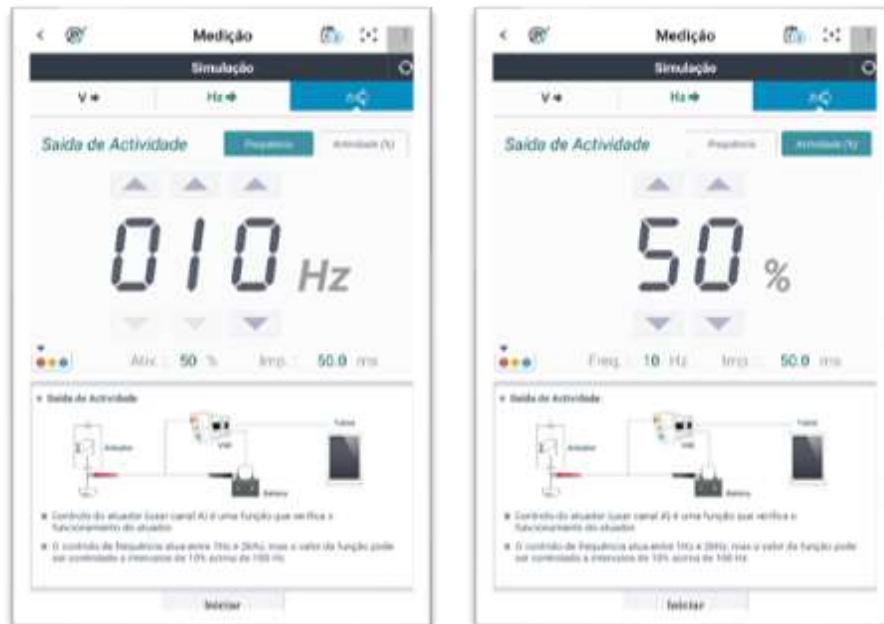 Medição
Simulação
V
Hz
Saída de Actividade
Frequência
Actividade (%)
010 Hz
Ativ. : 50 % Imp. : 50.0 ms
Saída de Actividade
Atuador
VMI
Tablet
Bateria
Controlo do atuador (usar canal A) é uma função que verifica o
funcionamento do atuador
O controlo de frequência atua entre 1Hz e 2kHz, mas o valor da função pode
ser controlado a intervalos de 10% acima de 100 Hz
Iniciar
Medição
Simulação
V
Hz
Saída de Actividade
Frequência
Actividade (%)
50 %
Freq. : 10 Hz Imp. : 50.0 ms
Saída de Actividade
Atuador
VMI
Tablet
Bateria
Controlo do atuador (usar canal A) é uma função que verifica o
funcionamento do atuador
O controlo de frequência atua entre 1Hz e 2kHz, mas o valor da função pode
ser controlado a intervalos de 10% acima de 100 Hz
Iniciar